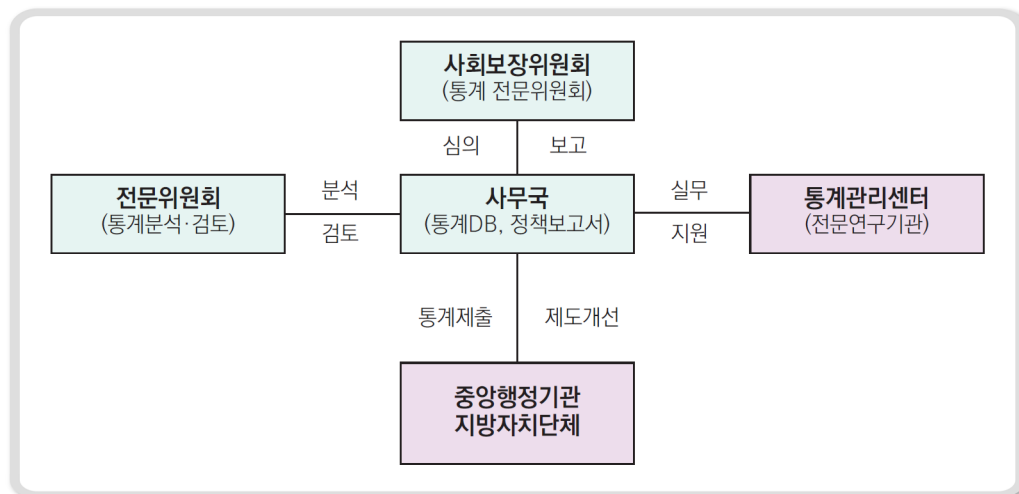 사회보장위원회
(통계 전문위원회)
심의 보고
전문위원회
(통계분석·검토)
분석
검토
사무국
(통계DB, 정책보고서)
실무
지원
통계관리센터
(전문연구기관)
통계제출 제도개선
중앙행정기관
지방자치단체